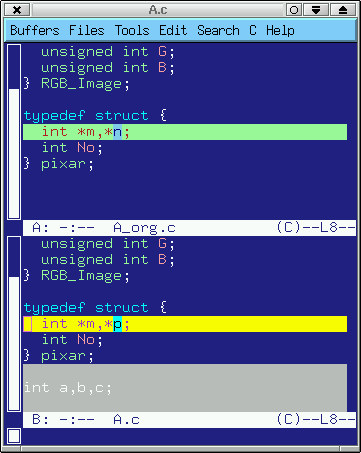 A.c
Buffers Files Tools Edit Search C Help
unsigned int G;
unsigned int B;
} RGB_Image;
typedef struct {
int *m,*n;
int No;
} pixar;
A: -:-- A_org.c (C)--L8--
unsigned int G;
unsigned int B;
} RGB_Image;
typedef struct {
int *m,*p;
int No;
} pixar;
int a,b,c;
B: -:-- A.c (C)--L8--